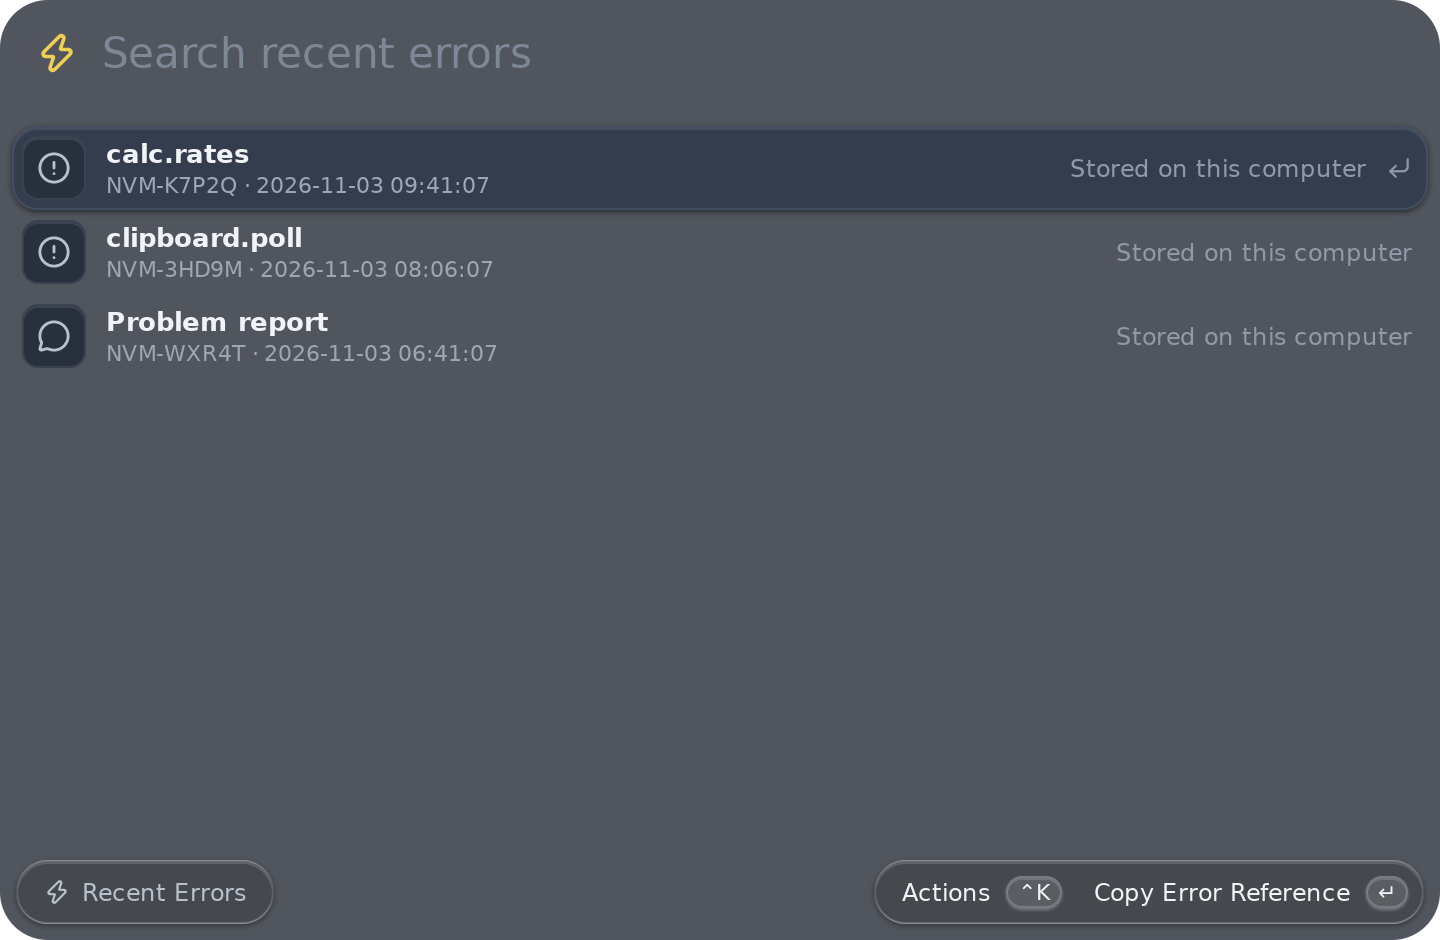 Search recent errors
calc.rates
NVM-K7P2Q · 2026-11-03 09:41:07
Stored on this computer
clipboard.poll
NVM-3HD9M · 2026-11-03 08:06:07
Stored on this computer
Problem report
NVM-WXR4T · 2026-11-03 06:41:07
Stored on this computer
Recent Errors
Actions ^K Copy Error Reference ↵